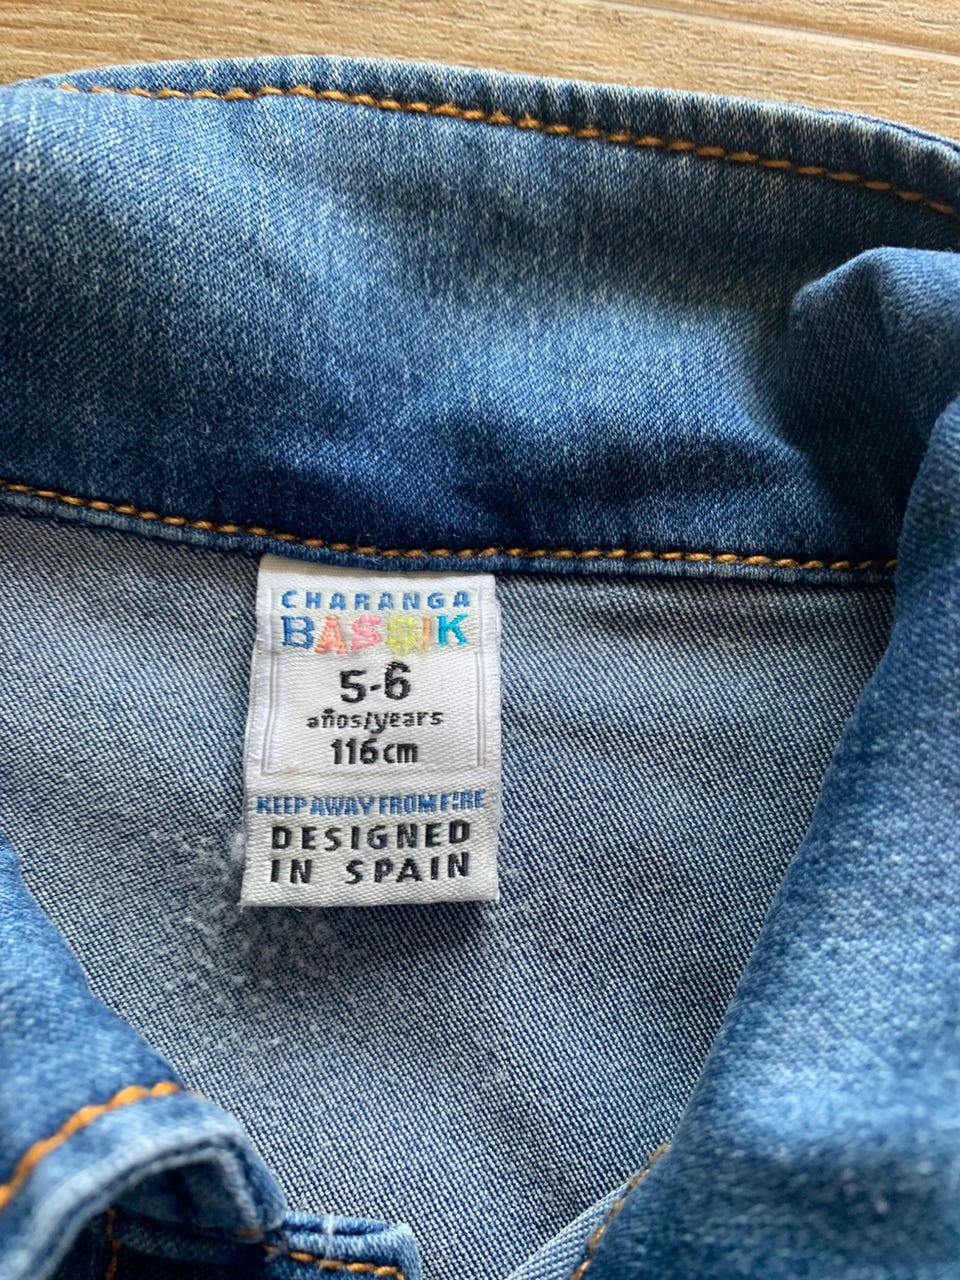 CHARANGA
BASSIK
5-6
años/years
116cm
KEEP AWAY FROM FIRE
DESIGNED
IN SPAIN